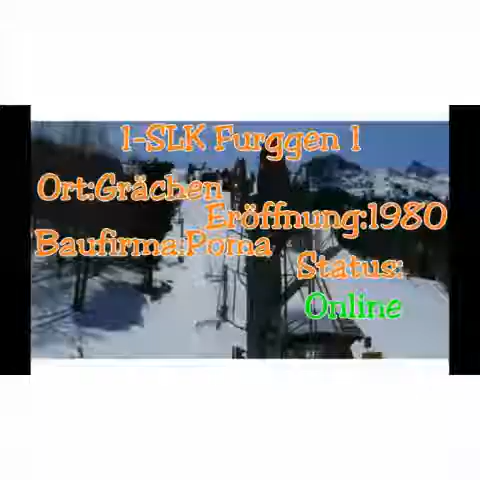 1-SLK Furggen 1
Ort:Grächen
Eröffnung:1980
Baufirma:Poma
Status:
Online